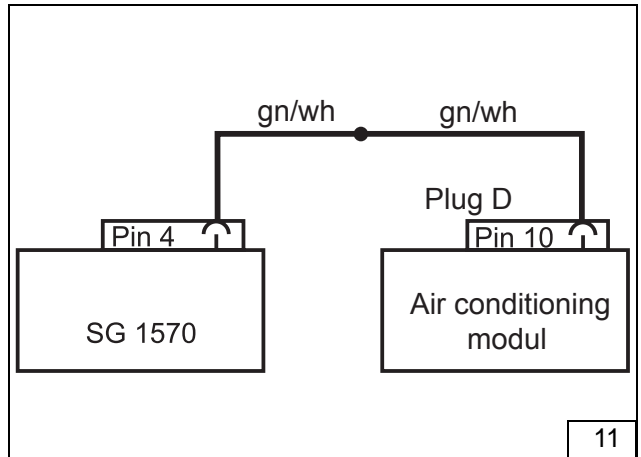 gn/wh gn/wh
Plug D
Pin 4 Pin 10
SG 1570
Air conditioning
modul
11